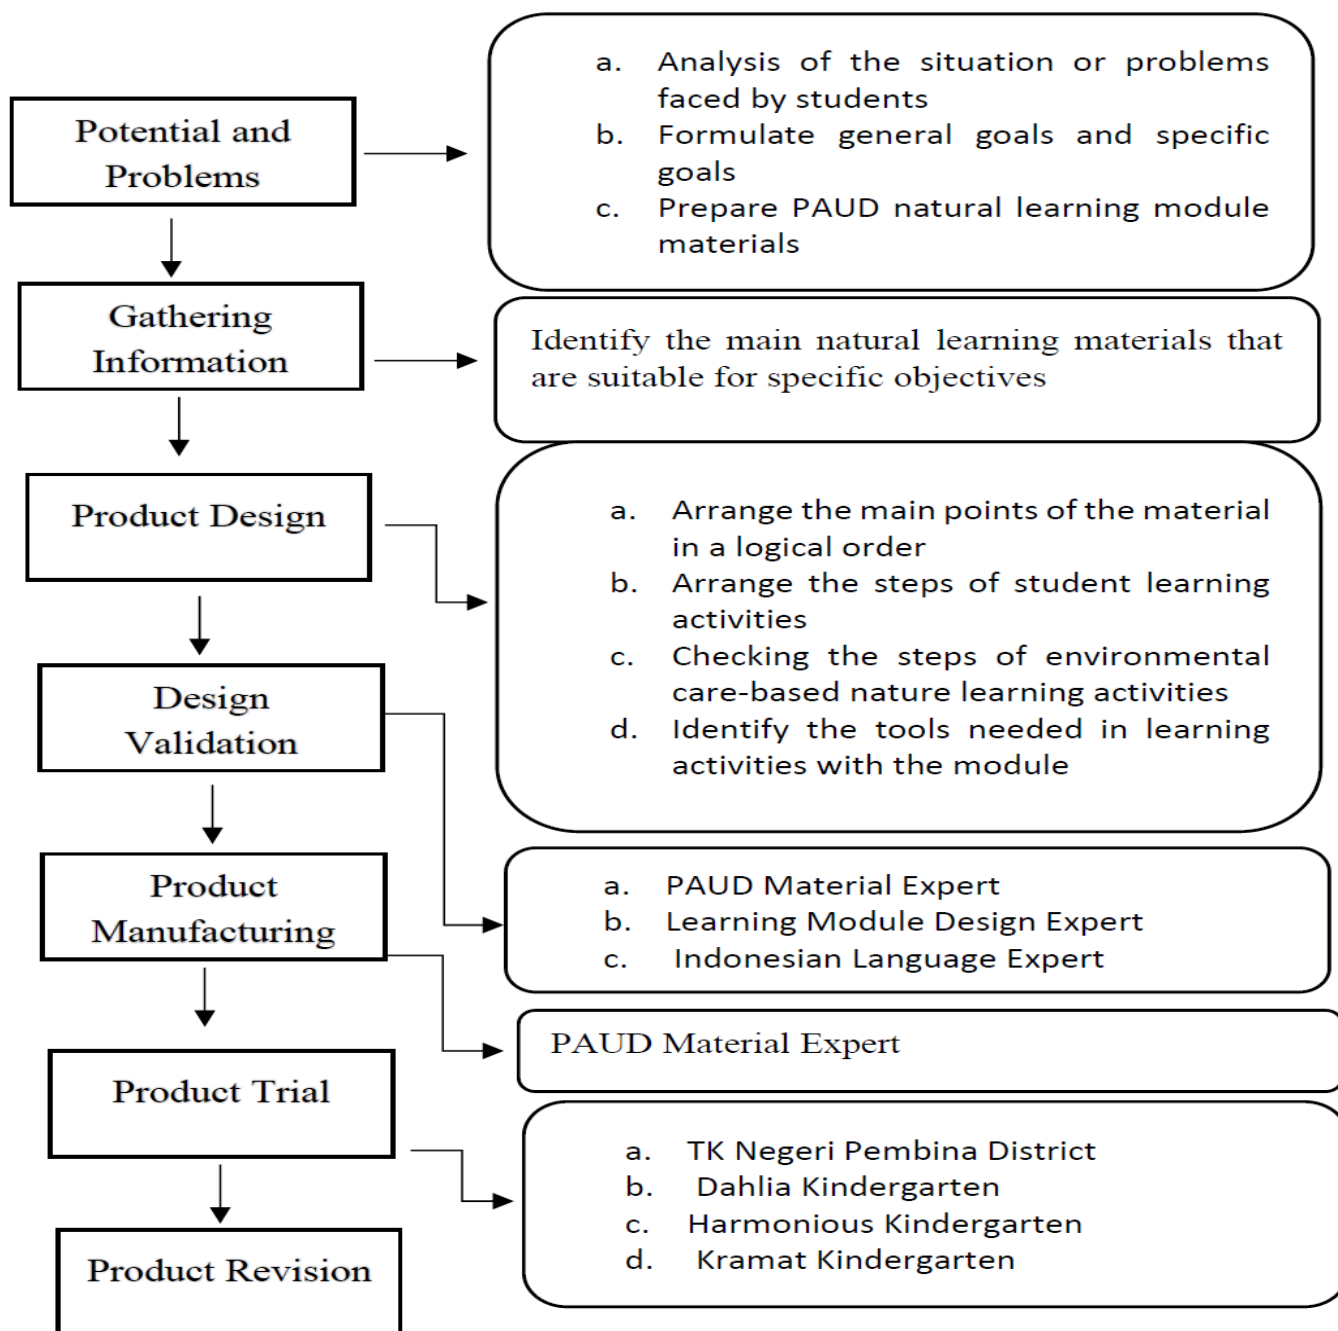 Potential and
Problems
a. Analysis of the situation or problems
faced by students
b. Formulate general goals and specific
goals
c. Prepare PAUD natural learning module
materials
Gathering
Information
Identify the main natural learning materials that
are suitable for specific objectives
Product Design
a. Arrange the main points of the material
in a logical order
b. Arrange the steps of student learning
activities
c. Checking the steps of environmental
care-based nature learning activities
d. Identify the tools needed in learning
activities with the module
Design
Validation
a. PAUD Material Expert
b. Learning Module Design Expert
c. Indonesian Language Expert
Product
Manufacturing
PAUD Material Expert
Product Trial
a. TK Negeri Pembina District
b. Dahlia Kindergarten
c. Harmonious Kindergarten
d. Kramat Kindergarten
Product Revision